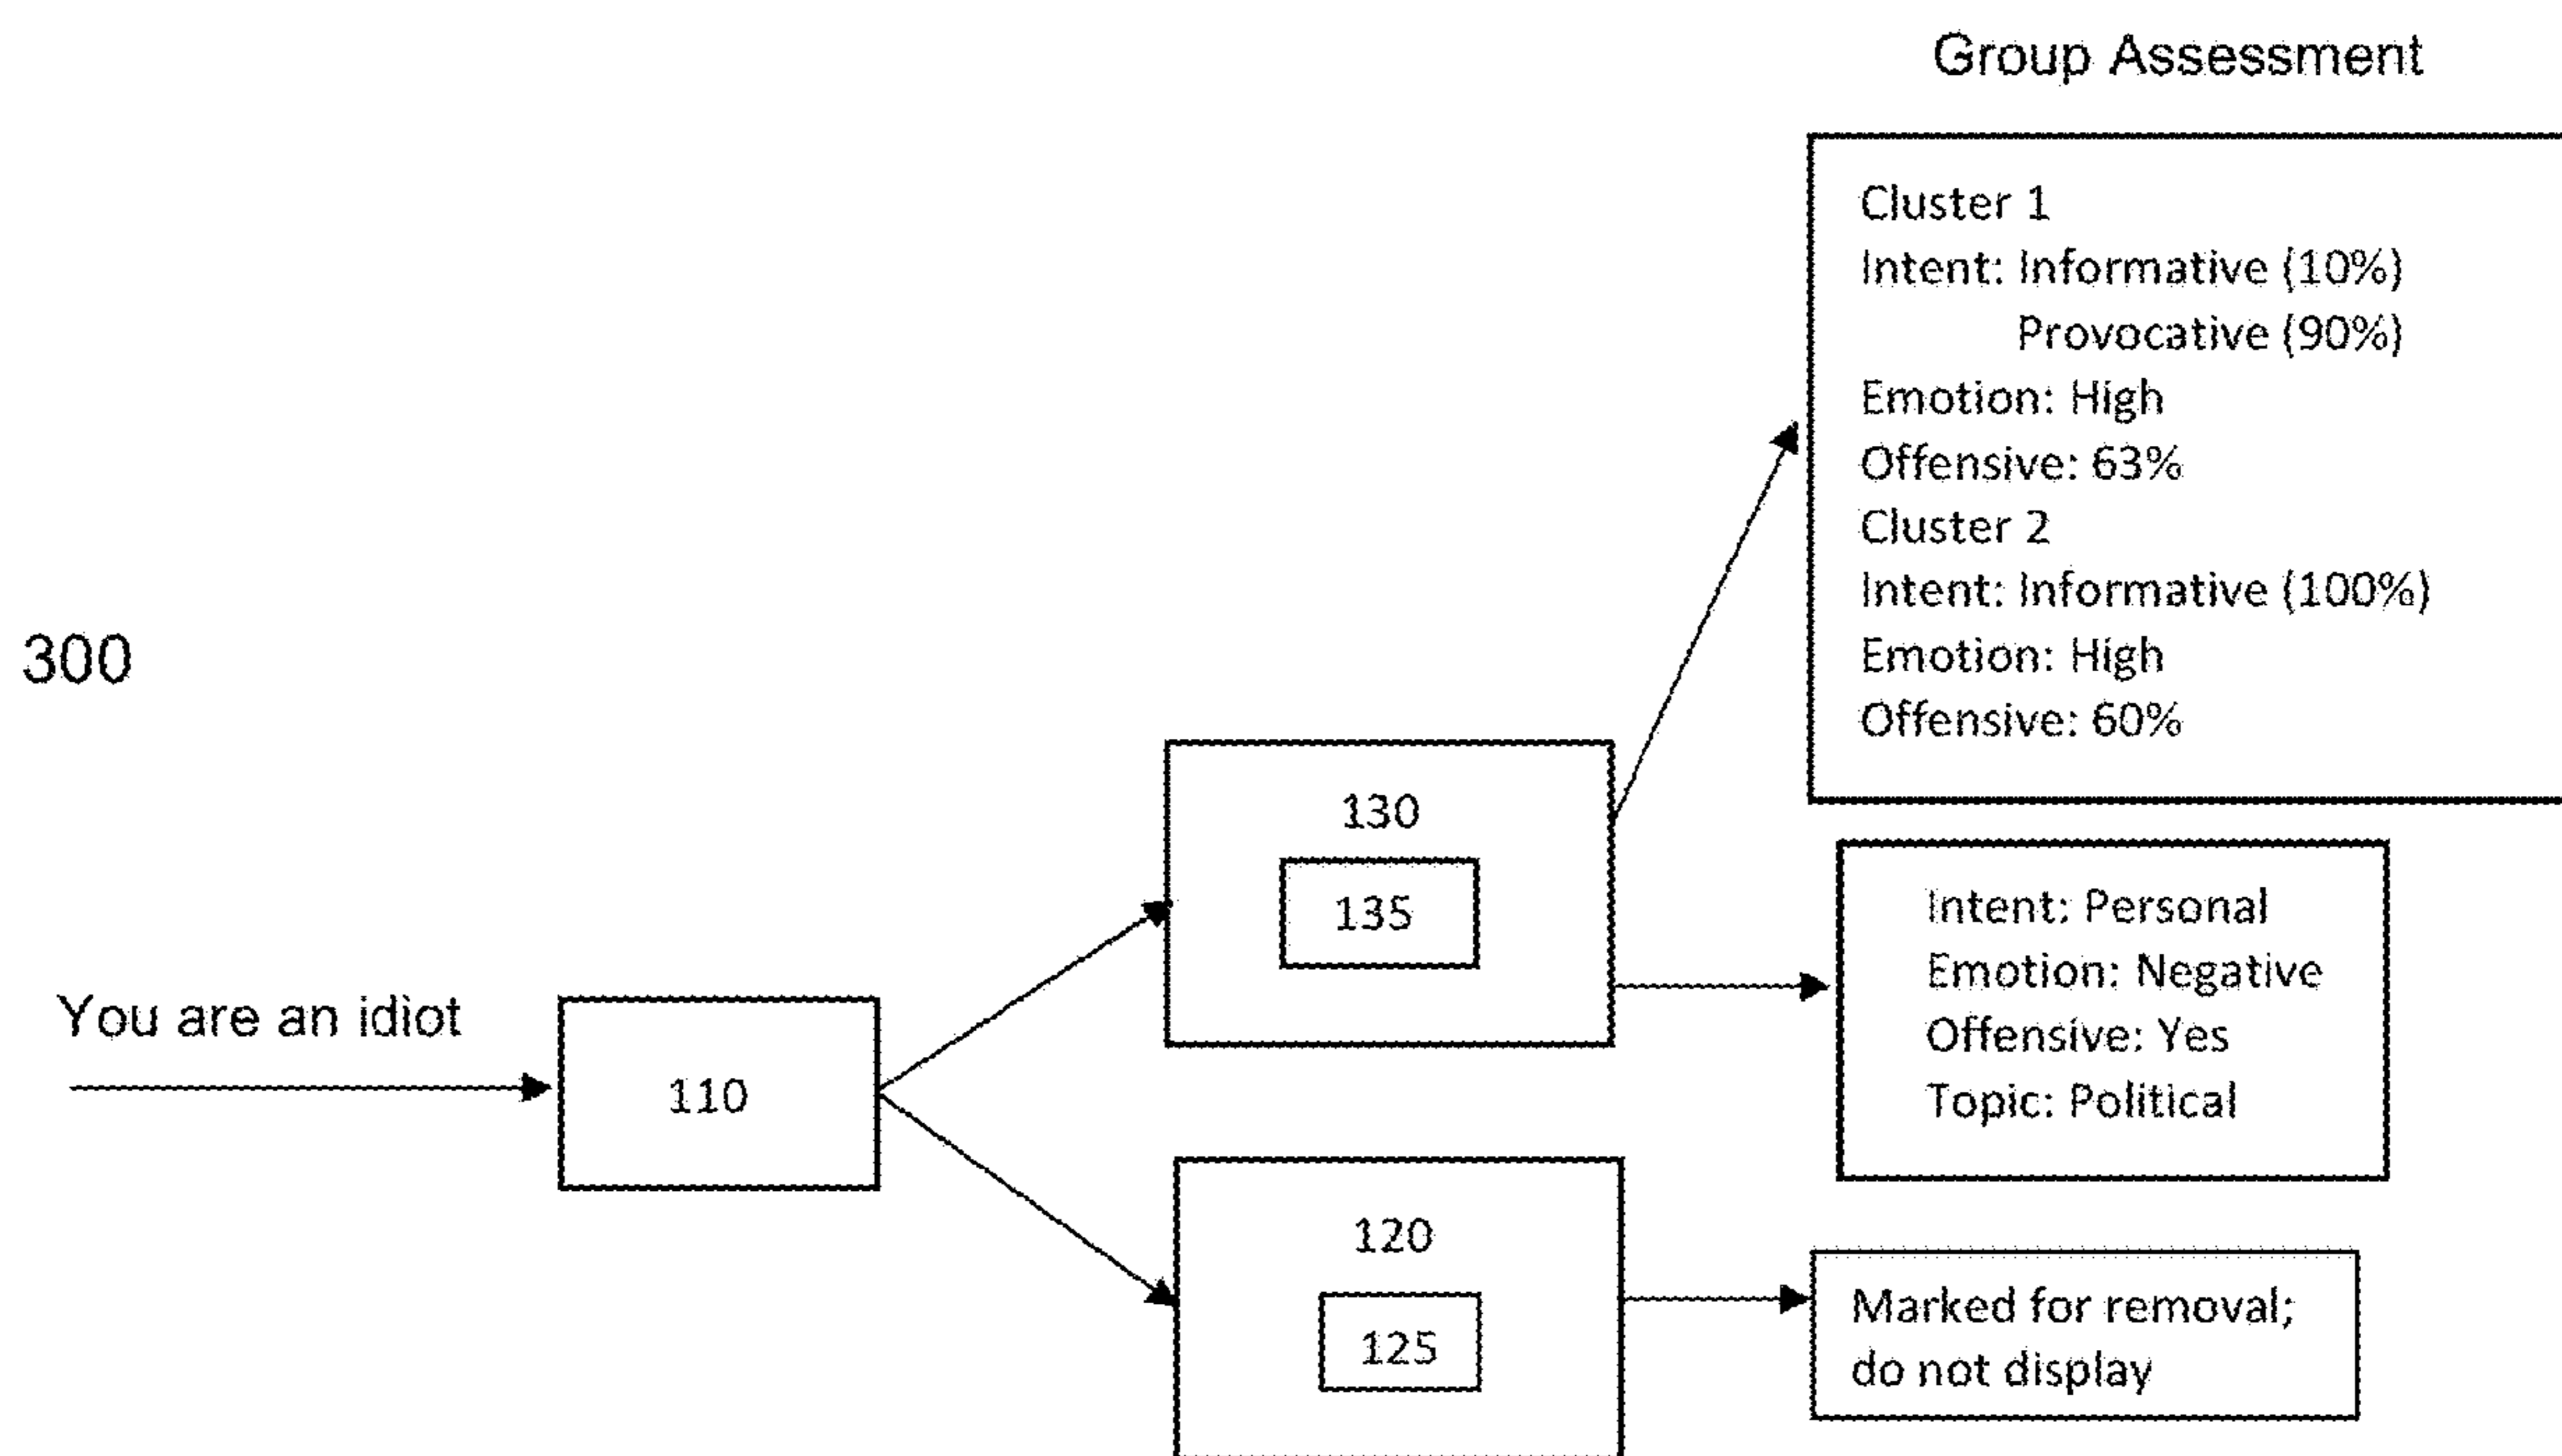 Group Assessment
Cluster 1
Intent: Informative (10%)
Provocative (90%)
Emotion: High
Offensive: 63%
Cluster 2
Intent: Informative (100%)
Emotion: High
Offensive: 60%
300
130
135
Intent: Personal
Emotion: Negative
Offensive: Yes
Topic: Political
You are an idiot
110
120
125
Marked for removal;
do not display